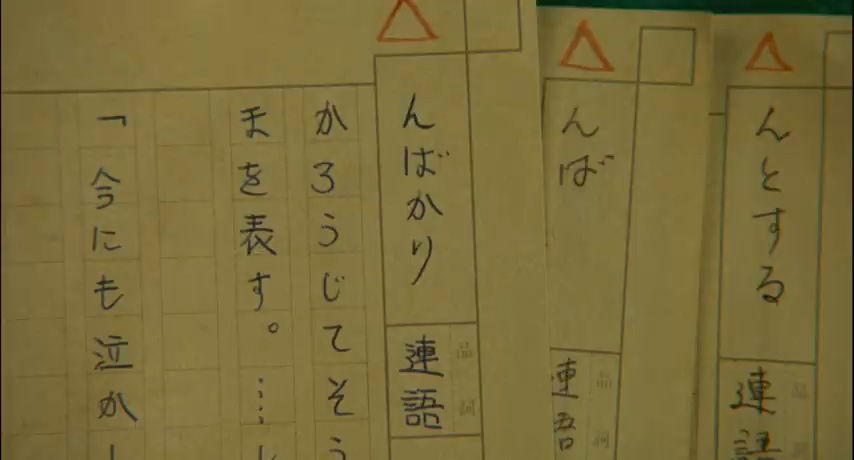 んとする
連語
品詞
んば
連語
品詞
んばかり
連語
品詞
かろうじてそう
まを表す。……
「今にも泣か